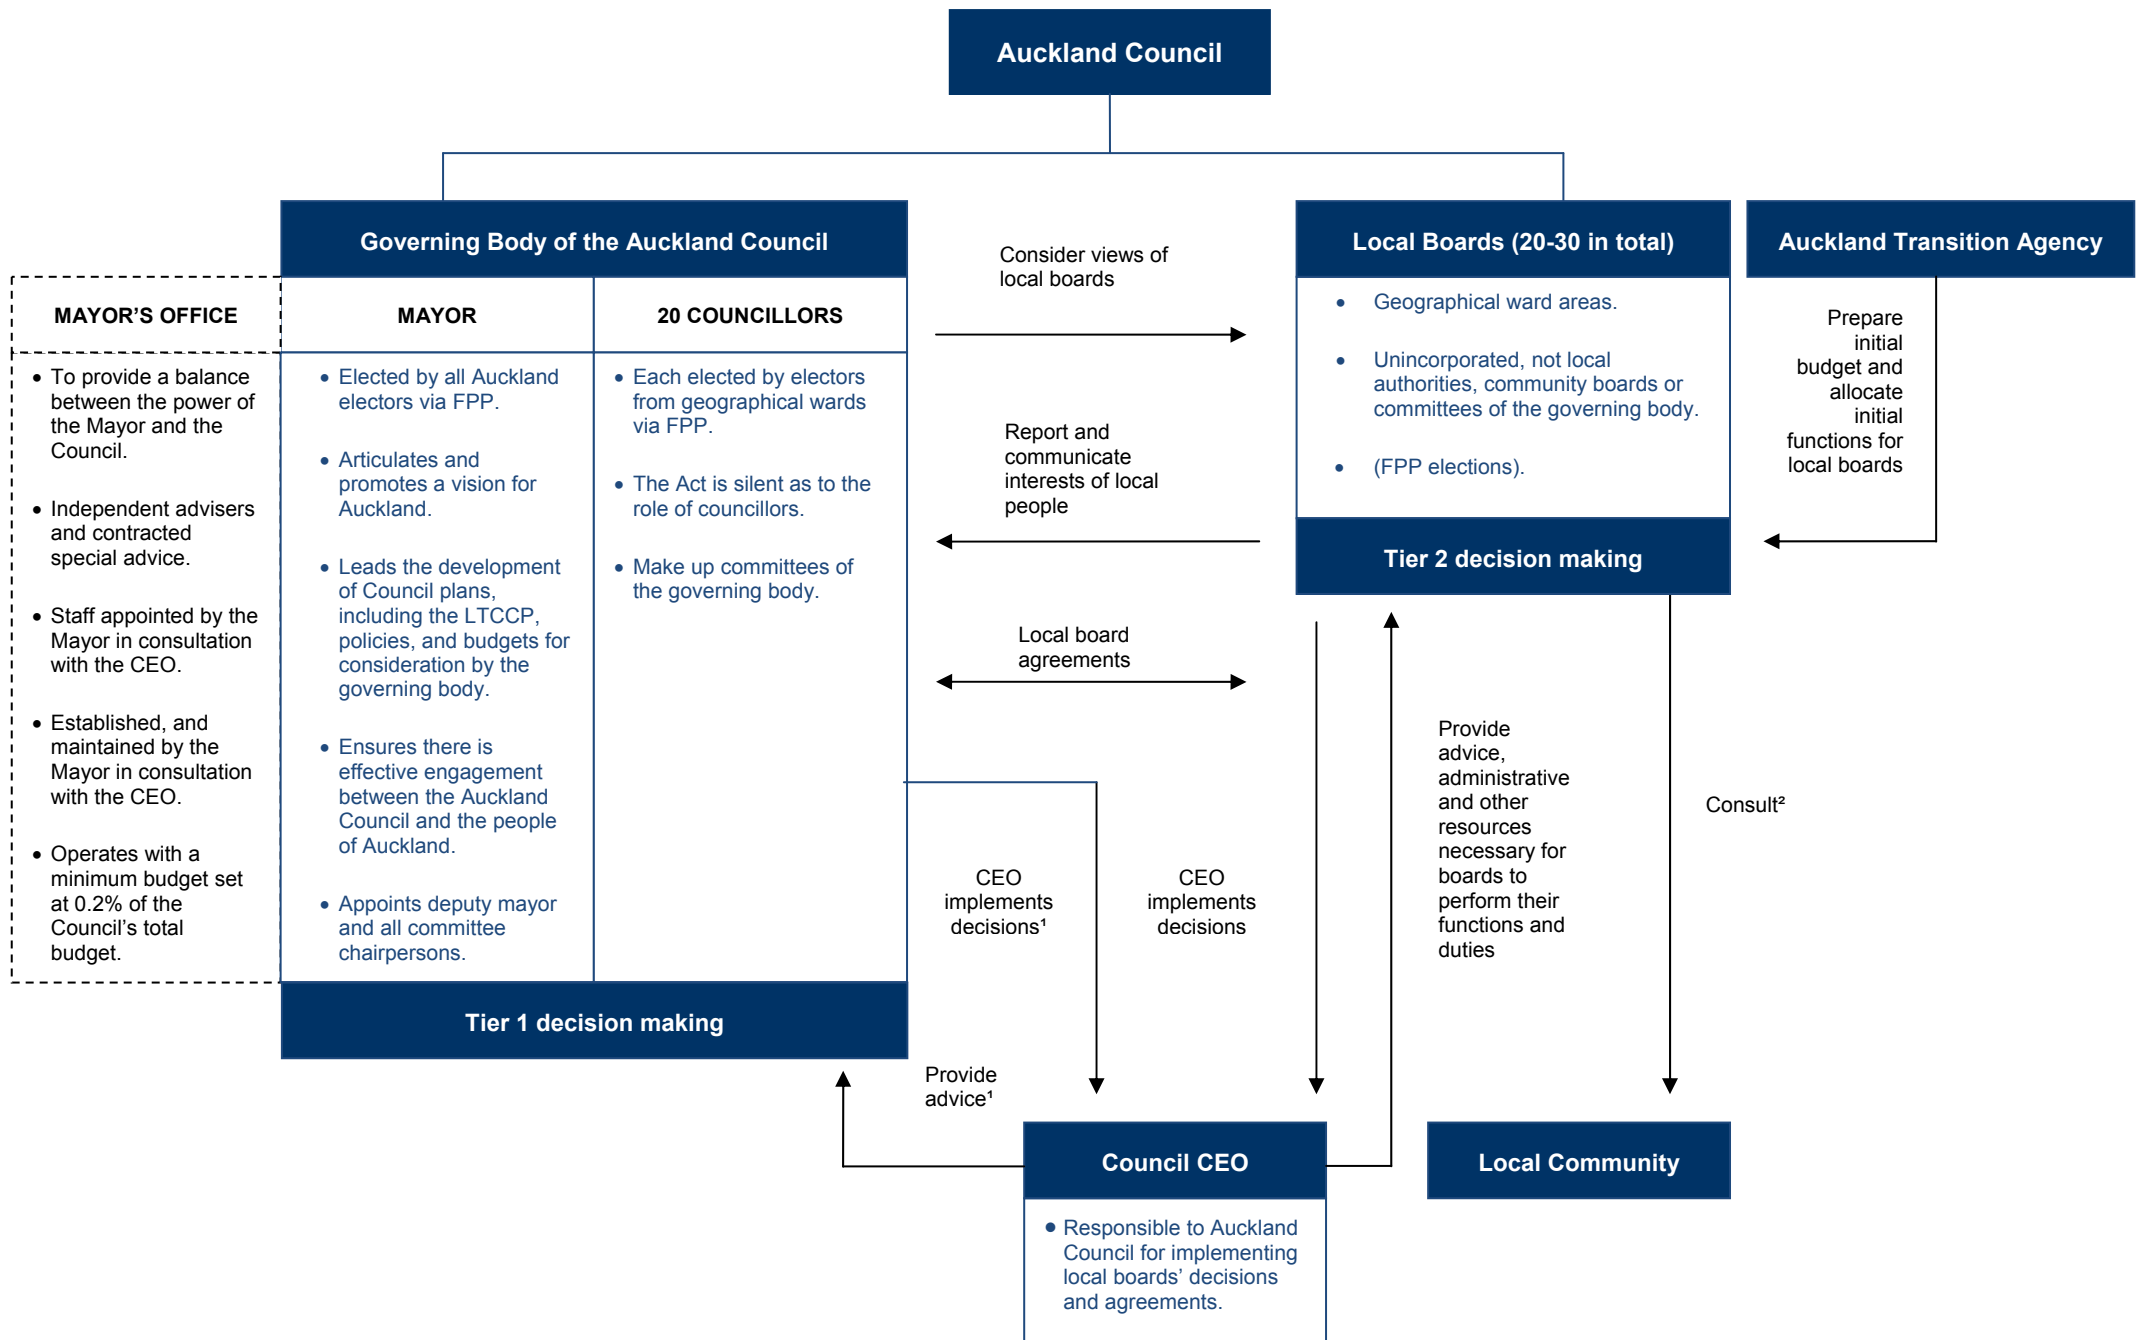 Auckland Council
Governing Body of the Auckland Council
MAYOR’S OFFICE
MAYOR
20 COUNCILLORS
• To provide a balance
between the power of
the Mayor and the
Council.
• Independent advisers
and contracted
special advice.
• Staff appointed by the
Mayor in consultation
with the CEO.
• Established, and
maintained by the
Mayor in consultation
with the CEO.
• Operates with a
minimum budget set
at 0.2% of the
Council’s total
budget.
• Elected by all Auckland
electors via FPP.
• Articulates and
promotes a vision for
Auckland.
• Leads the development
of Council plans,
including the LTCCP,
policies, and budgets for
consideration by the
governing body.
• Ensures there is
effective engagement
between the Auckland
Council and the people
of Auckland.
• Appoints deputy mayor
and all committee
chairpersons.
• Each elected by electors
from geographical wards
via FPP.
• The Act is silent as to the
role of councillors.
• Make up committees of
the governing body.
Tier 1 decision making
Consider views of
local boards
Report and
communicate
interests of local
people
Local board
agreements
Local Boards (20-30 in total)
• Geographical ward areas.
• Unincorporated, not local
authorities, community boards or
committees of the governing body.
• (FPP elections).
Tier 2 decision making
Auckland Transition Agency
Prepare
initial
budget and
allocate
initial
functions for
local boards
CEO
implements
decisions¹
CEO
implements
decisions
Provide
advice,
administrative
and other
resources
necessary for
boards to
perform their
functions and
duties
Consult²
Provide
advice¹
Council CEO
• Responsible to Auckland
Council for implementing
local boards’ decisions
and agreements.
Local Community